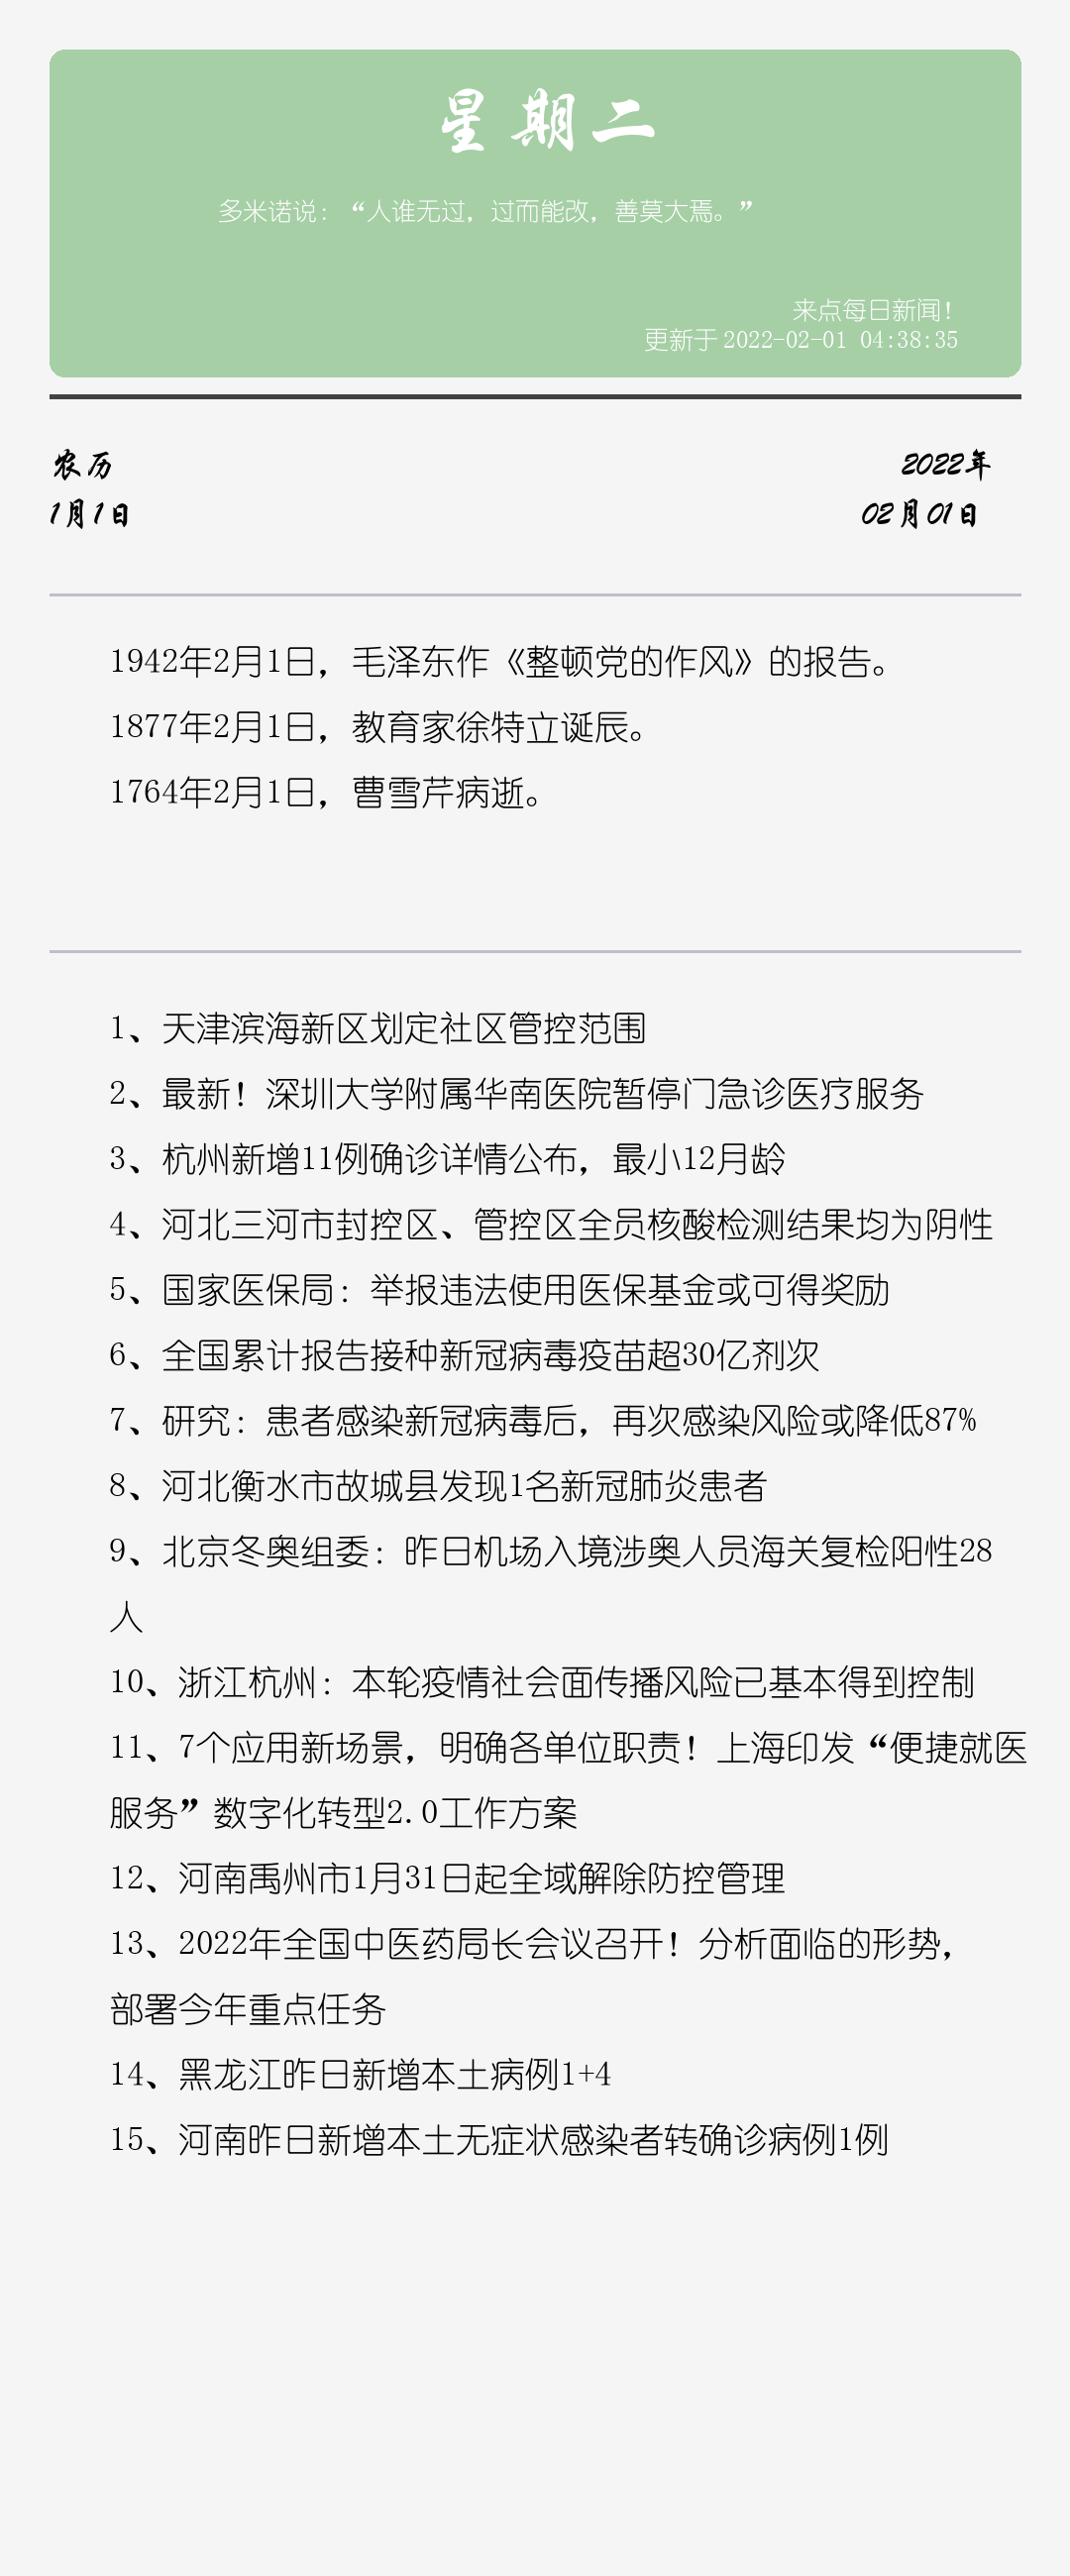 星期二
多米诺说：“人谁无过，过而能改，善莫大焉。”
来点每日新闻！
更新于 2022-02-01 04:38:35
农历
2022年
1月1日
02月01日
1942年2月1日，毛泽东作《整顿党的作风》的报告。
1877年2月1日，教育家徐特立诞辰。
1764年2月1日，曹雪芹病逝。
1、天津滨海新区划定社区管控范围
2、最新！深圳大学附属华南医院暂停门急诊医疗服务
3、杭州新增11例确诊详情公布，最小12月龄
4、河北三河市封控区、管控区全员核酸检测结果均为阴性
5、国家医保局：举报违法使用医保基金或可得奖励
6、全国累计报告接种新冠病毒疫苗超30亿剂次
7、研究：患者感染新冠病毒后，再次感染风险或降低87%
8、河北衡水市故城县发现1名新冠肺炎患者
9、北京冬奥组委：昨日机场入境涉奥人员海关复检阳性28
人
10、浙江杭州：本轮疫情社会面传播风险已基本得到控制
11、7个应用新场景，明确各单位职责！上海印发“便捷就医
服务”数字化转型2.0工作方案
12、河南禹州市1月31日起全域解除防控管理
13、2022年全国中医药局长会议召开！分析面临的形势，
部署今年重点任务
14、黑龙江昨日新增本土病例1+4
15、河南昨日新增本土无症状感染者转确诊病例1例